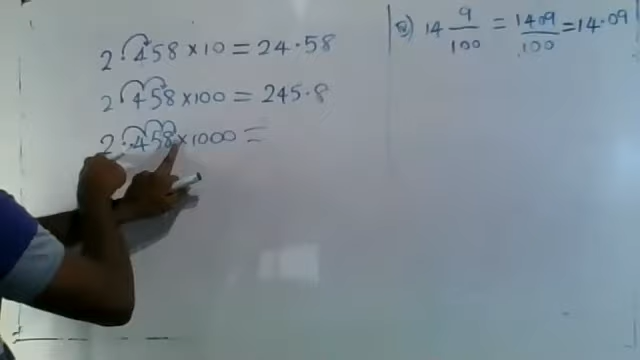 2.458 × 10 = 24.58
2.458 × 100 = 245.8
2.458 × 1000 =
14 9/100 = 1409/100 = 14.09